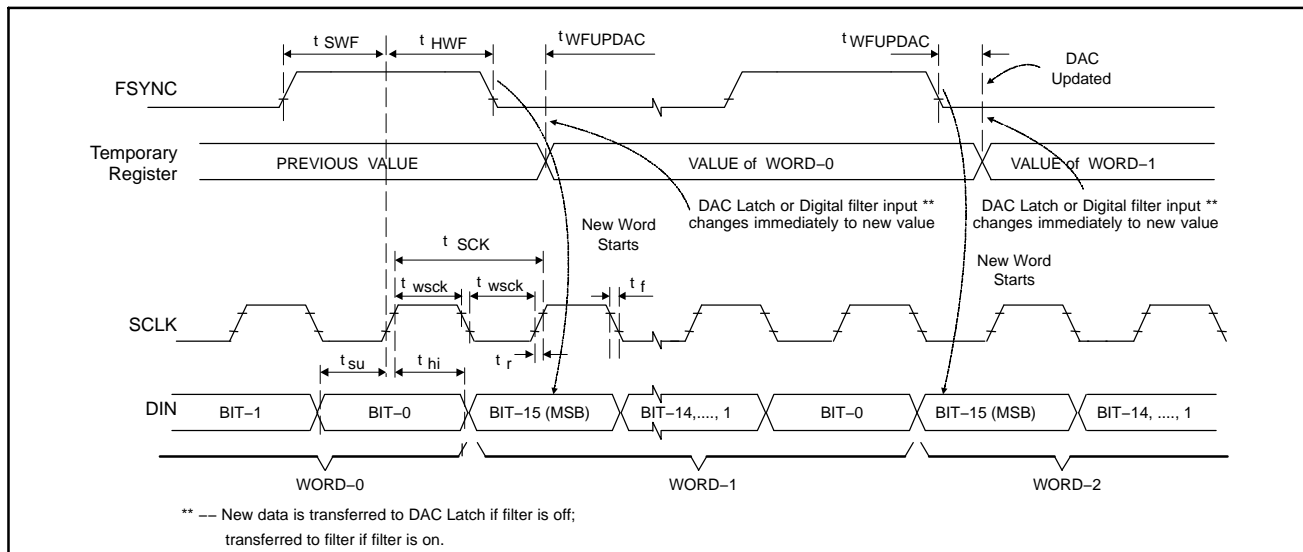 t SWF
t HWF
t WFUPDAC
t WFUPDAC
DAC
Updated
FSYNC
Temporary
Register
PREVIOUS VALUE
VALUE of WORD–0
VALUE of WORD–1
DAC Latch or Digital filter input **
changes immediately to new value
DAC Latch or Digital filter input **
changes immediately to new value
New Word
Starts
New Word
Starts
t SCK
t wsck
t wsck
t f
SCLK
t su
t hi
t r
DIN
BIT–1
BIT–0
BIT–15 (MSB)
BIT–14,...., 1
BIT–0
BIT–15 (MSB)
BIT–14, ...., 1
WORD–0
WORD–1
WORD–2
** –– New data is transferred to DAC Latch if filter is off;
transferred to filter if filter is on.